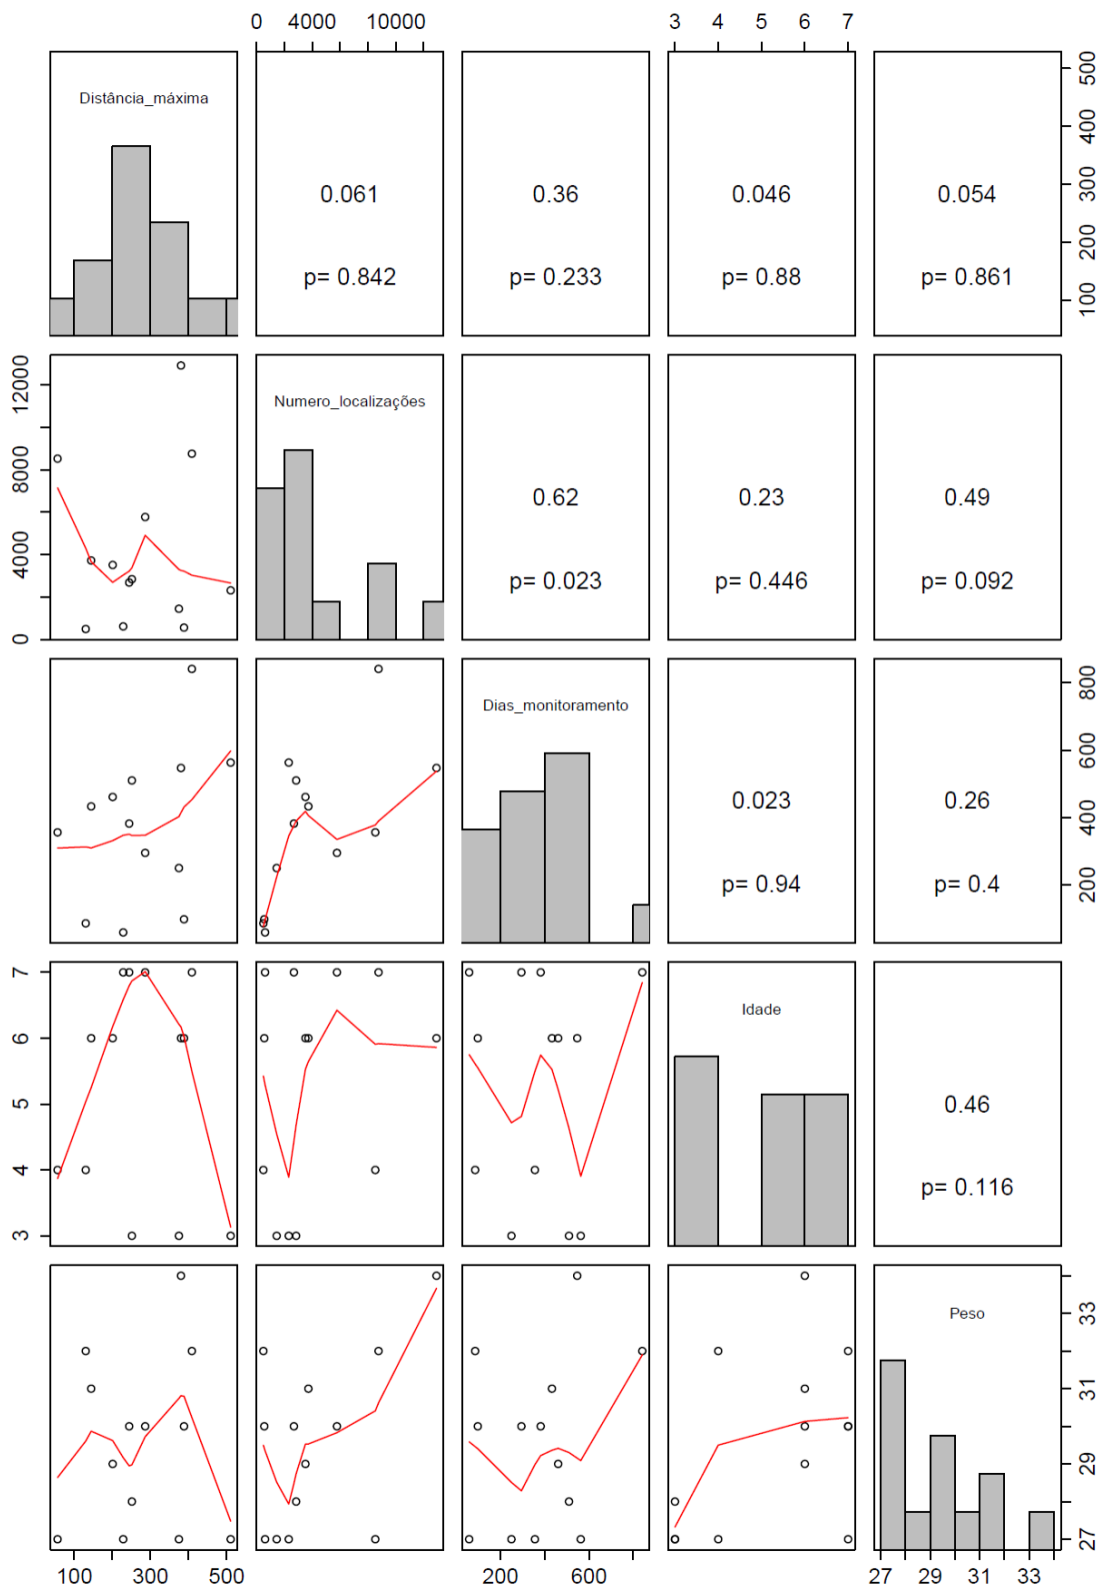 0 4000 10000
3 4 5 6 7
Distância_máxima
0.061
p= 0.842
0.36
p= 0.233
0.046
p= 0.88
0.054
p= 0.861
100 200 300 400 500
0 4000 8000 12000
Numero_localizações
0.62
p= 0.023
0.23
p= 0.446
0.49
p= 0.092
Dias_monitoramento
0.023
p= 0.94
0.26
p= 0.4
200 400 600 800
3 4 5 6 7
Idade
0.46
p= 0.116
Peso
27 29 31 33
100 300 500
200 600
27 29 31 33